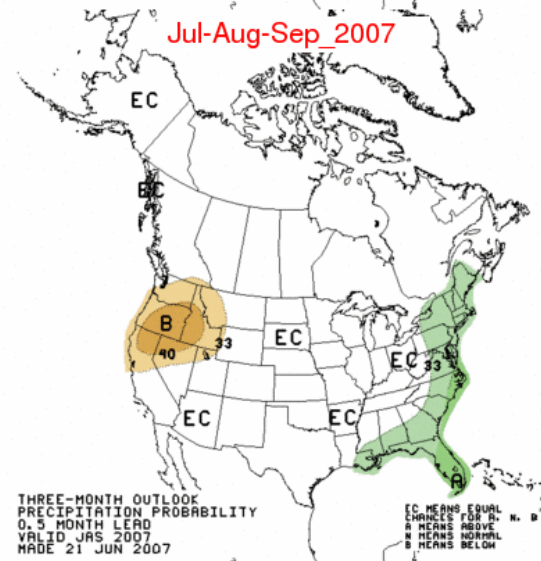 Jul-Aug-Sep_2007
EC
EC
B
40
33
EC
EC
33
EC
EC
A
THREE-MONTH OUTLOOK
PRECIPITATION PROBABILITY
0.5 MONTH LEAD
VALID JAS 2007
MADE 21 JUN 2007
EC MEANS EQUAL
CHANCES FOR A, N, B
A MEANS ABOVE
N MEANS NORMAL
B MEANS BELOW